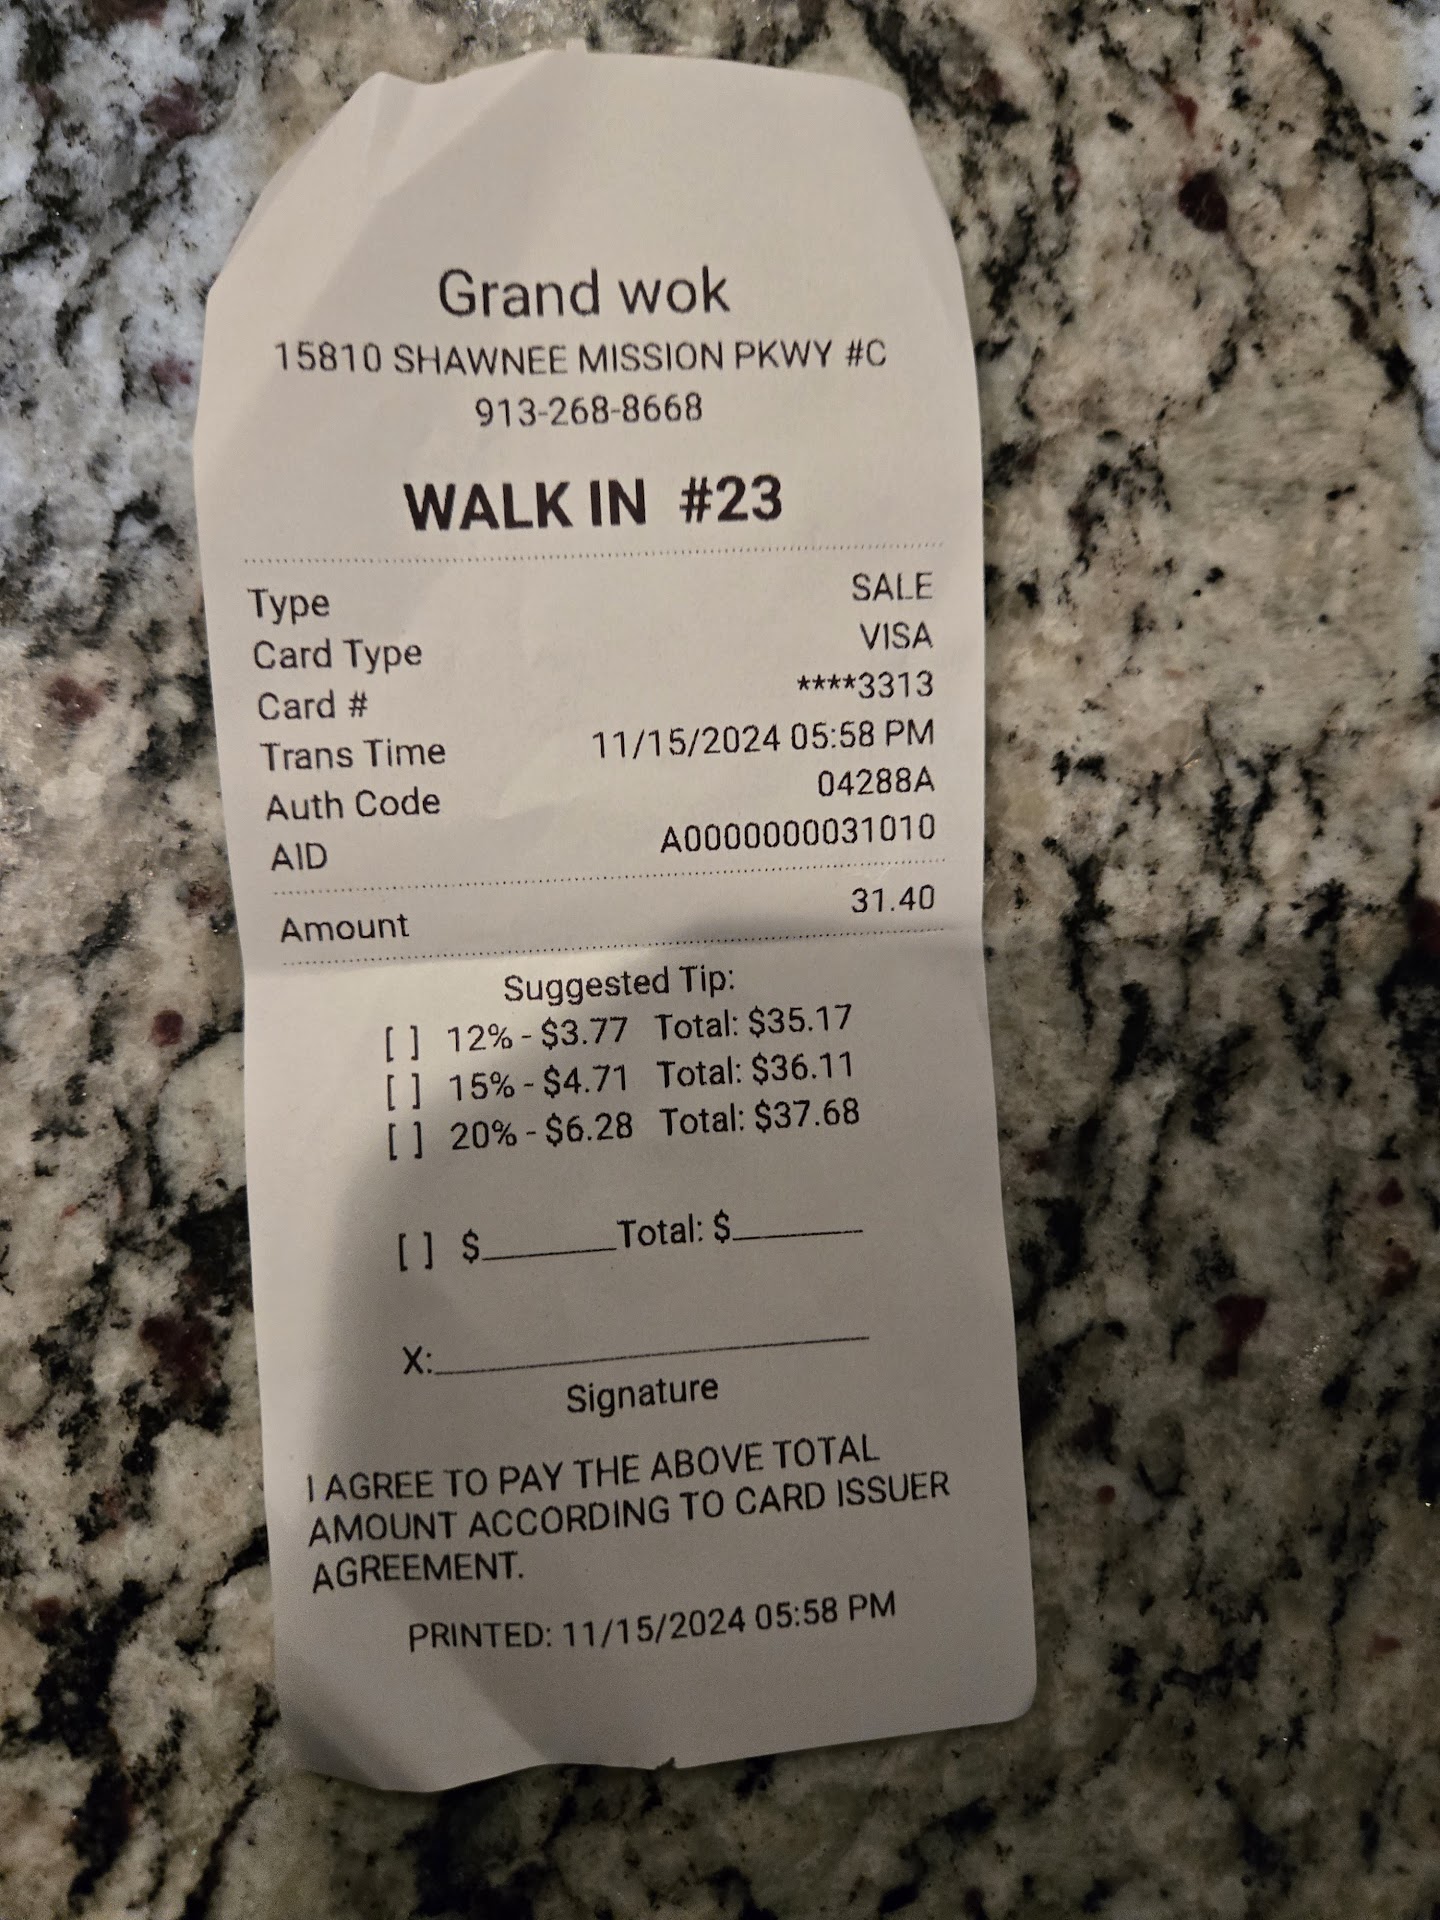 Grand wok
15810 SHAWNEE MISSION PKWY #C
913-268-8668
WALK IN #23
Type SALE
Card Type VISA
Card # ****3313
Trans Time 11/15/2024 05:58 PM
Auth Code 04288A
AID A0000000031010
Amount 31.40
Suggested Tip:
[ ] 12% - $3.77 Total: $35.17
[ ] 15% - $4.71 Total: $36.11
[ ] 20% - $6.28 Total: $37.68
[ ] $_______Total: $_______
X:_______________________
Signature
I AGREE TO PAY THE ABOVE TOTAL
AMOUNT ACCORDING TO CARD ISSUER
AGREEMENT.
PRINTED: 11/15/2024 05:58 PM